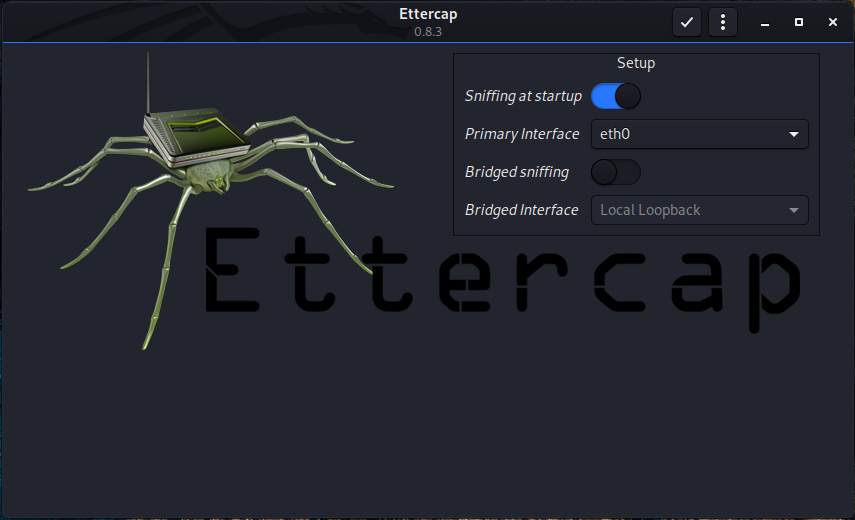 Ettercap
0.8.3
Setup
Sniffing at startup
Primary Interface eth0
Bridged sniffing
Bridged Interface Local Loopback
Ettercap